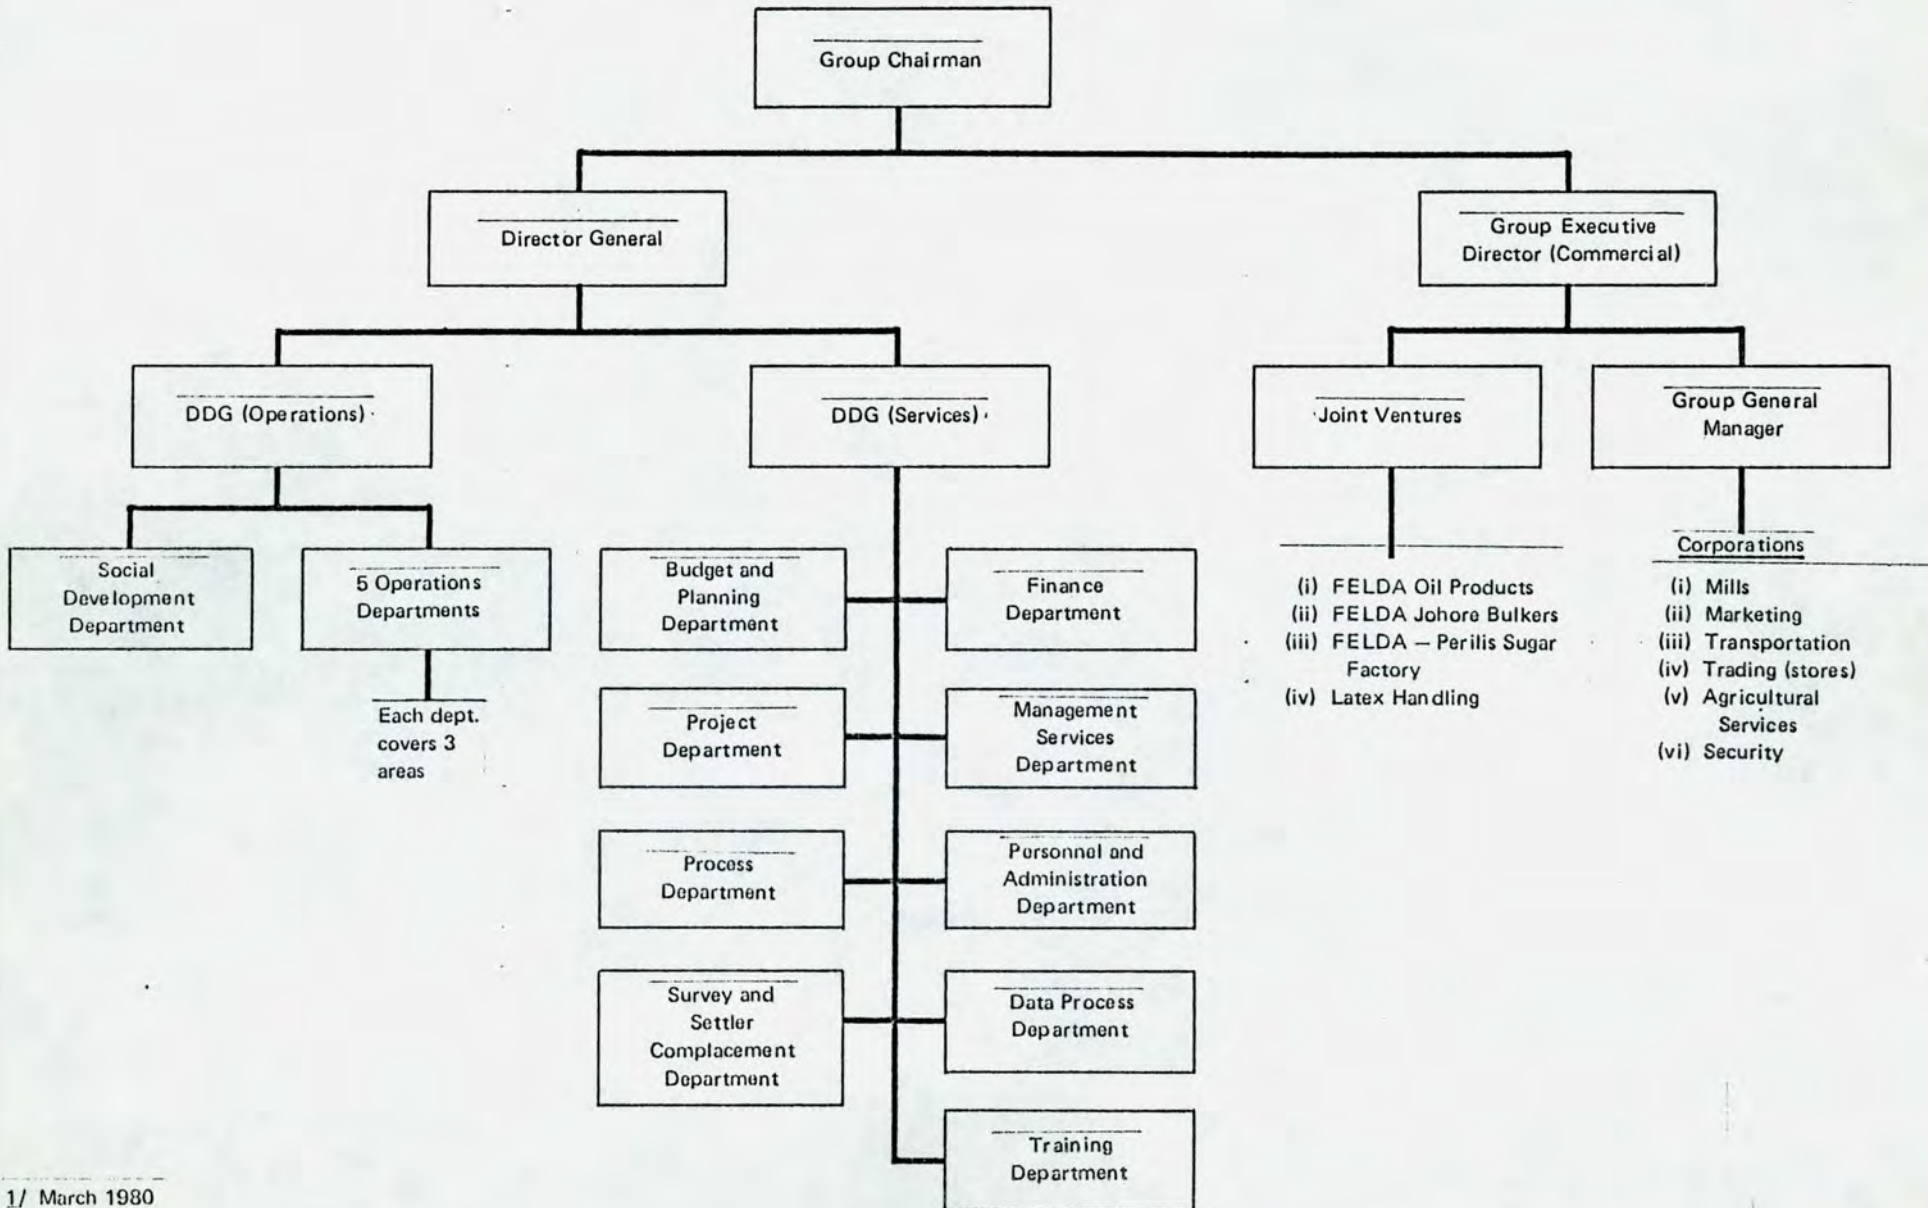 Group Chairman
Director General
Group Executive
Director (Commercial)
DDG (Operations)
DDG (Services)
Joint Ventures
Group General
Manager
Social
Development
Department
5 Operations
Departments
Each dept.
covers 3
areas
Budget and
Planning
Department
Finance
Department
Project
Department
Management
Services
Department
Process
Department
Personnel and
Administration
Department
Survey and
Settler
Complacement
Department
Data Process
Department
Training
Department
(i) FELDA Oil Products
(ii) FELDA Johore Bulkers
(iii) FELDA – Perilis Sugar
Factory
(iv) Latex Handling
Corporations
(i) Mills
(ii) Marketing
(iii) Transportation
(iv) Trading (stores)
(v) Agricultural
Services
(vi) Security
1/ March 1980